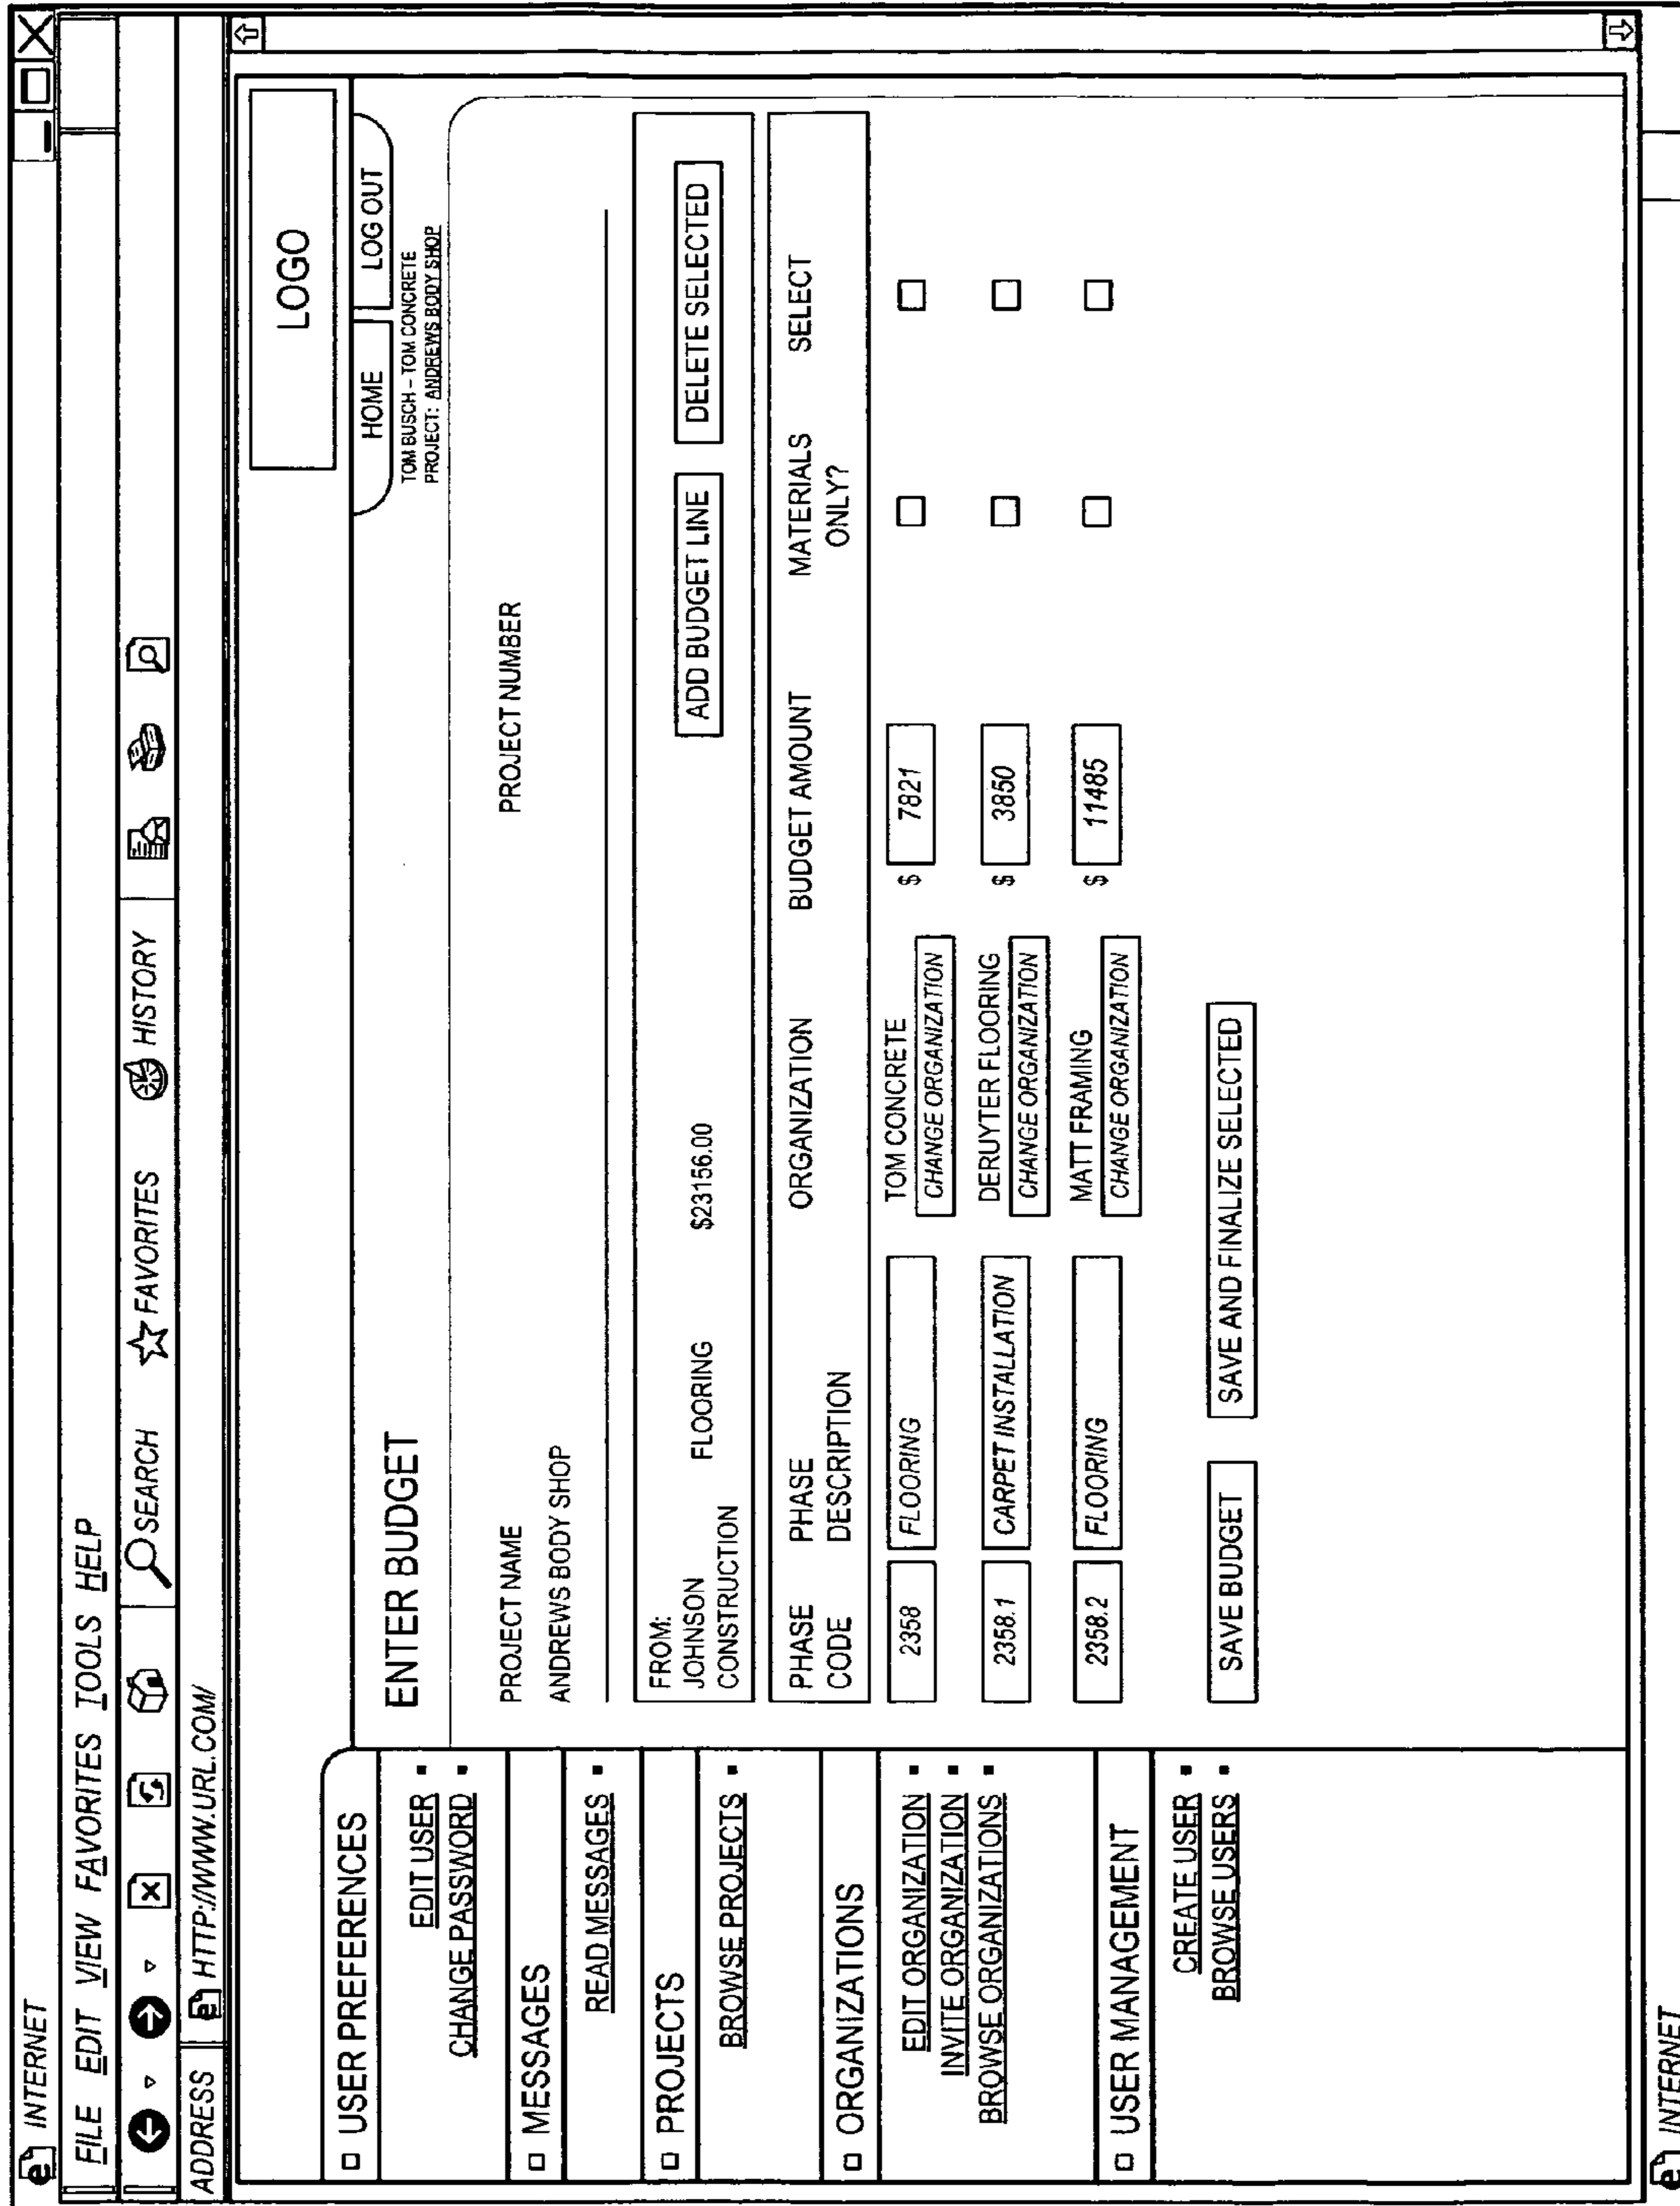 INTERNET
FILE EDIT VIEW FAVORITES TOOLS HELP
SEARCH FAVORITES HISTORY
ADDRESS HTTP://WWW.URL.COM/
LOGO
HOME LOG OUT
TOM BUSCH – TOM CONCRETE
PROJECT: ANDREWS BODY SHOP
USER PREFERENCES
EDIT USER
CHANGE PASSWORD
MESSAGES
READ MESSAGES
PROJECTS
BROWSE PROJECTS
ORGANIZATIONS
EDIT ORGANIZATION
INVITE ORGANIZATION
BROWSE ORGANIZATIONS
USER MANAGEMENT
CREATE USER
BROWSE USERS
ENTER BUDGET
PROJECT NAME PROJECT NUMBER
ANDREWS BODY SHOP
FROM:
JOHNSON FLOORING $23156.00 ADD BUDGET LINE DELETE SELECTED
CONSTRUCTION
PHASE PHASE ORGANIZATION BUDGET AMOUNT MATERIALS SELECT
CODE DESCRIPTION ONLY?
2358 FLOORING TOM CONCRETE $ 7821
CHANGE ORGANIZATION
2358.1 CARPET INSTALLATION DERUYTER FLOORING $ 3850
CHANGE ORGANIZATION
2358.2 FLOORING MATT FRAMING $ 11485
CHANGE ORGANIZATION
SAVE BUDGET SAVE AND FINALIZE SELECTED
INTERNET